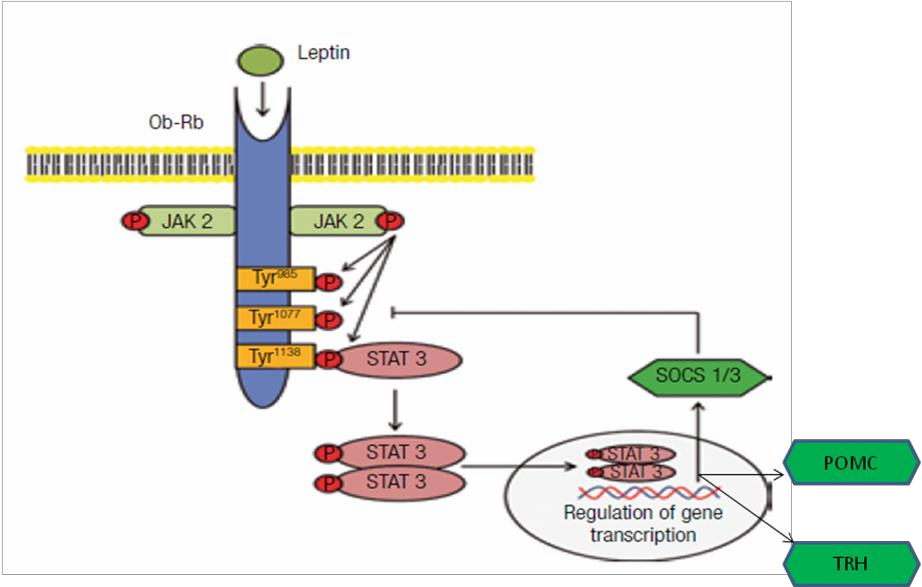 Leptin
Ob-Rb
P JAK 2 JAK 2 P
Tyr985 P
Tyr1077 P
Tyr1138 P STAT 3
SOCS 1/3
P STAT 3
P STAT 3
P STAT 3
P STAT 3
Regulation of gene
transcription
POMC
TRH